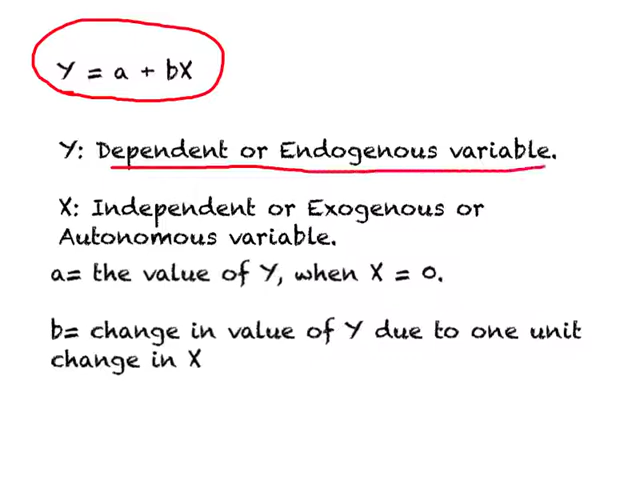 Y = a + bX
Y: Dependent or Endogenous variable.
X: Independent or Exogenous or
Autonomous variable.
a= the value of Y, when X = 0.
b= change in value of Y due to one unit
change in X